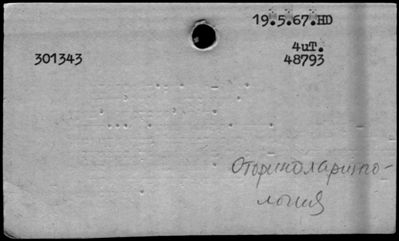 19.5.67.HD
4иТ.
301343 48793
Оториноларинго-
логия